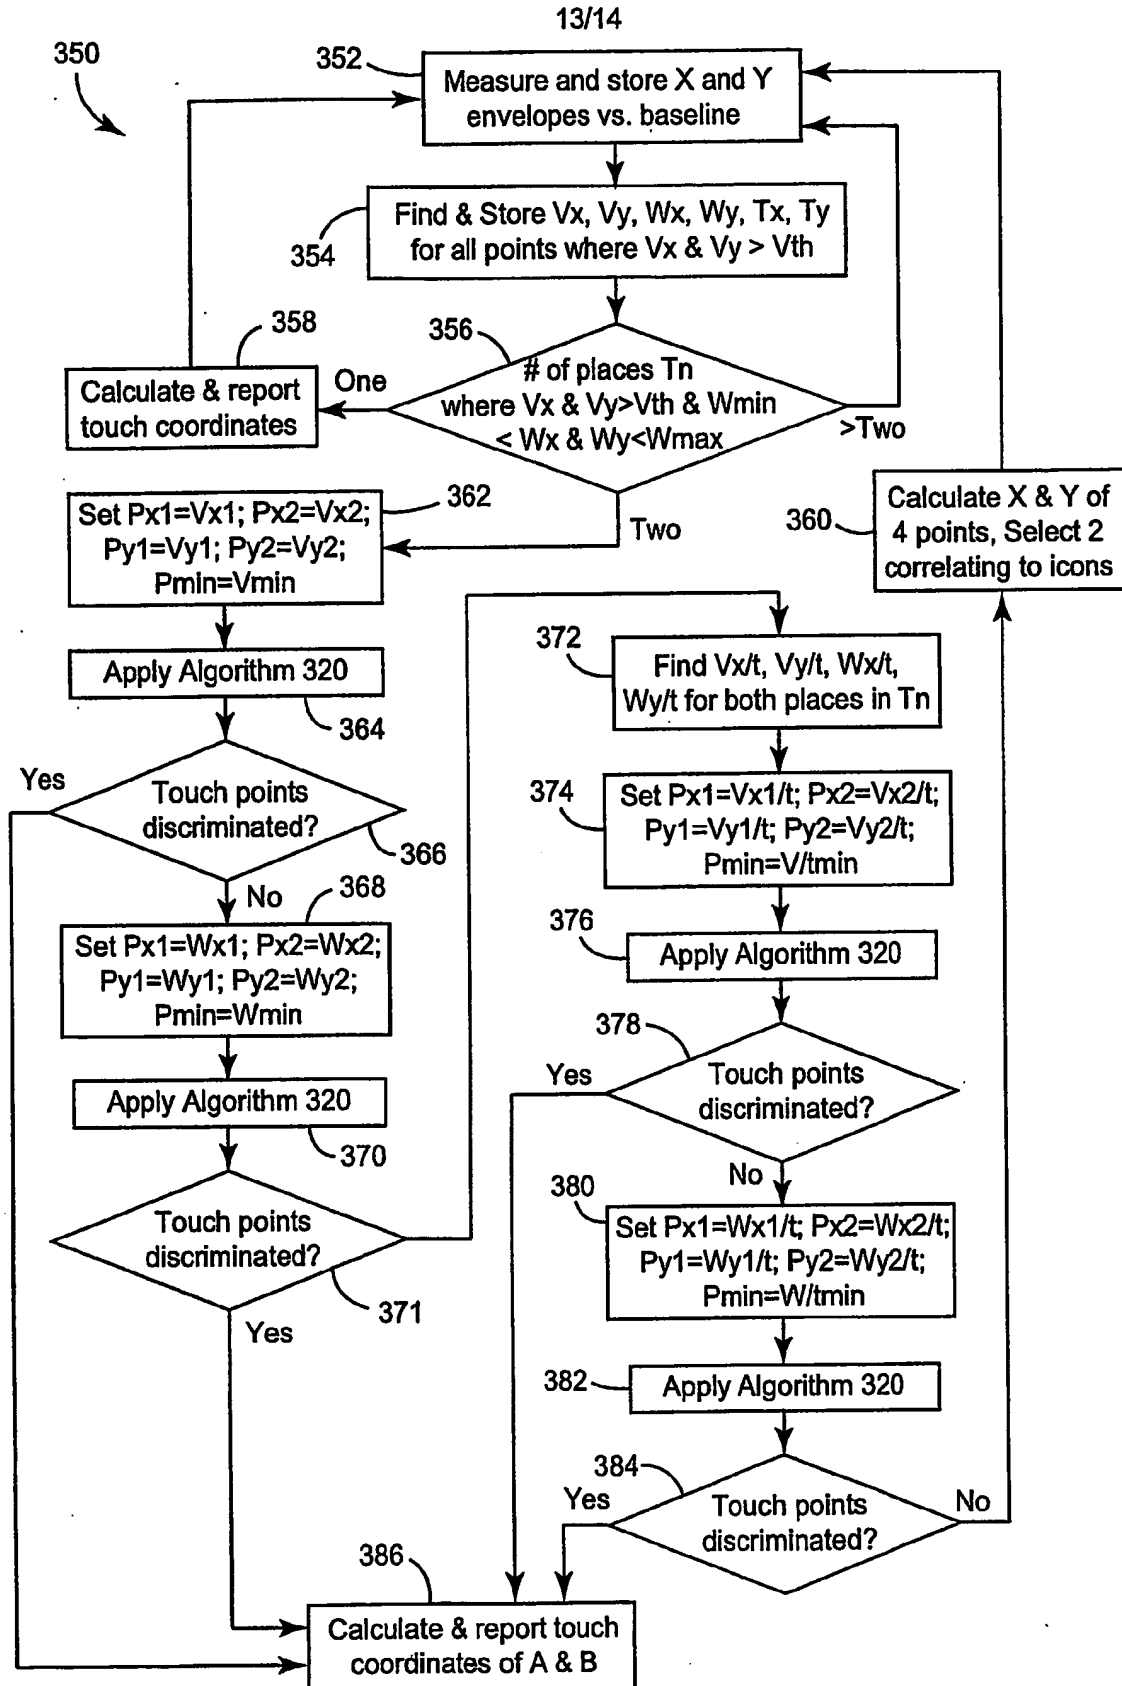 13/14
350
352
Measure and store X and Y
envelopes vs. baseline
Find & Store Vx, Vy, Wx, Wy, Tx, Ty
for all points where Vx & Vy > Vth
354
358
356
Calculate & report
touch coordinates
One
# of places Tn
where Vx & Vy>Vth & Wmin
< Wx & Wy<Wmax
>Two
362
Set Px1=Vx1; Px2=Vx2;
Py1=Vy1; Py2=Vy2;
Pmin=Vmin
Two
360
Calculate X & Y of
4 points, Select 2
correlating to icons
Apply Algorithm 320
364
Yes
Touch points
discriminated?
366
No
368
Set Px1=Wx1; Px2=Wx2;
Py1=Wy1; Py2=Wy2;
Pmin=Wmin
Apply Algorithm 320
370
Touch points
discriminated?
371
Yes
372
Find Vx/t, Vy/t, Wx/t,
Wy/t for both places in Tn
374
Set Px1=Vx1/t; Px2=Vx2/t;
Py1=Vy1/t; Py2=Vy2/t;
Pmin=V/tmin
376
Apply Algorithm 320
378
Yes
Touch points
discriminated?
No
380
Set Px1=Wx1/t; Px2=Wx2/t;
Py1=Wy1/t; Py2=Wy2/t;
Pmin=W/tmin
382
Apply Algorithm 320
384
Yes
Touch points
discriminated?
No
386
Calculate & report touch
coordinates of A & B